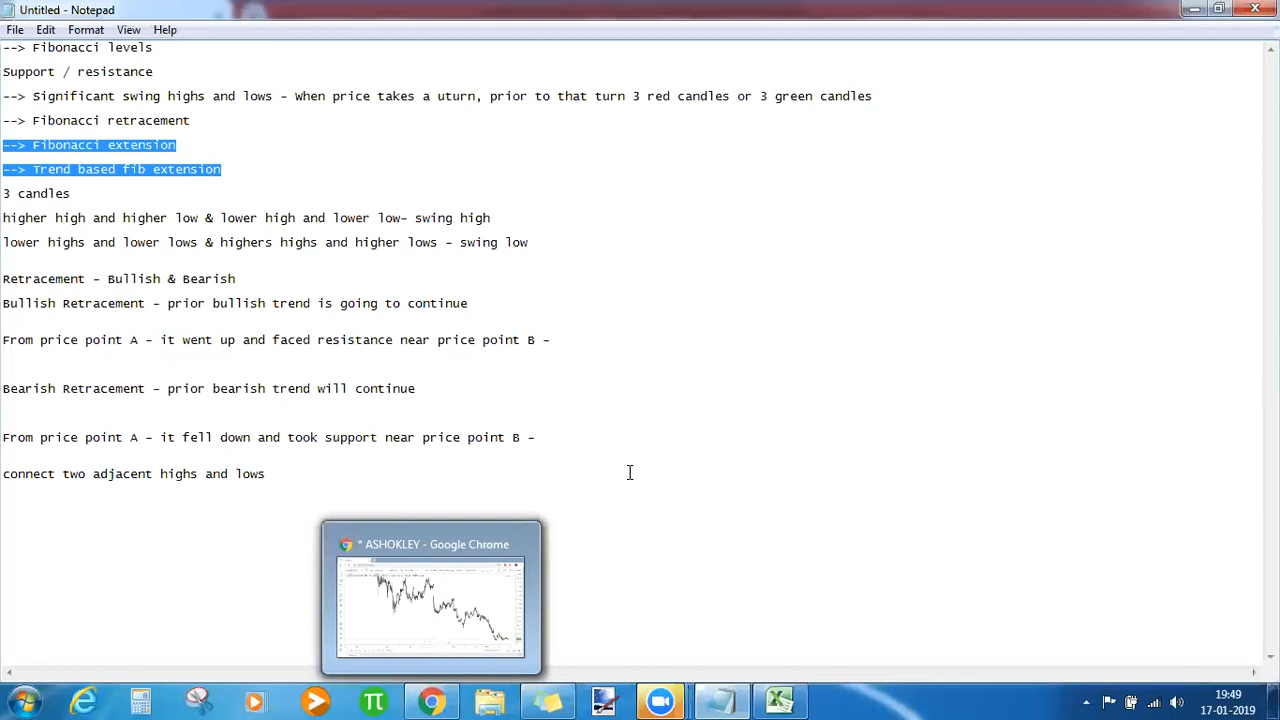 Untitled - Notepad
File Edit Format View Help
--> Fibonacci levels
Support / resistance
--> Significant swing highs and lows - When price takes a uturn, prior to that turn 3 red candles or 3 green candles
--> Fibonacci retracement
--> Fibonacci extension
--> Trend based fib extension
3 candles
higher high and higher low & lower high and lower low- swing high
lower highs and lower lows & highers highs and higher lows - swing low
Retracement - Bullish & Bearish
Bullish Retracement - prior bullish trend is going to continue
From price point A - it went up and faced resistance near price point B -
Bearish Retracement - prior bearish trend will continue
From price point A - it fell down and took support near price point B -
connect two adjacent highs and lows
* ASHOKLEY - Google Chrome
19:49
17-01-2019